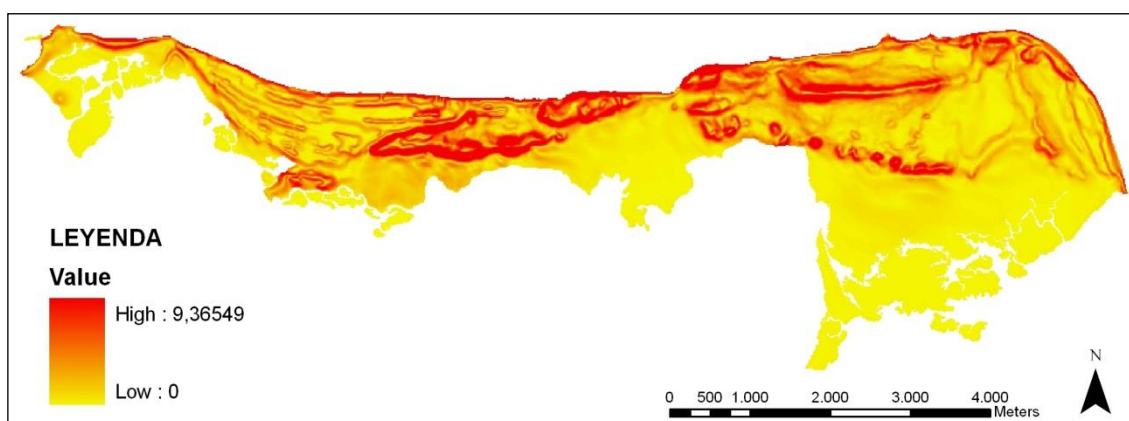 LEYENDA
Value
High : 9,36549
Low : 0
N
0 500 1.000 2.000 3.000 4.000
Meters